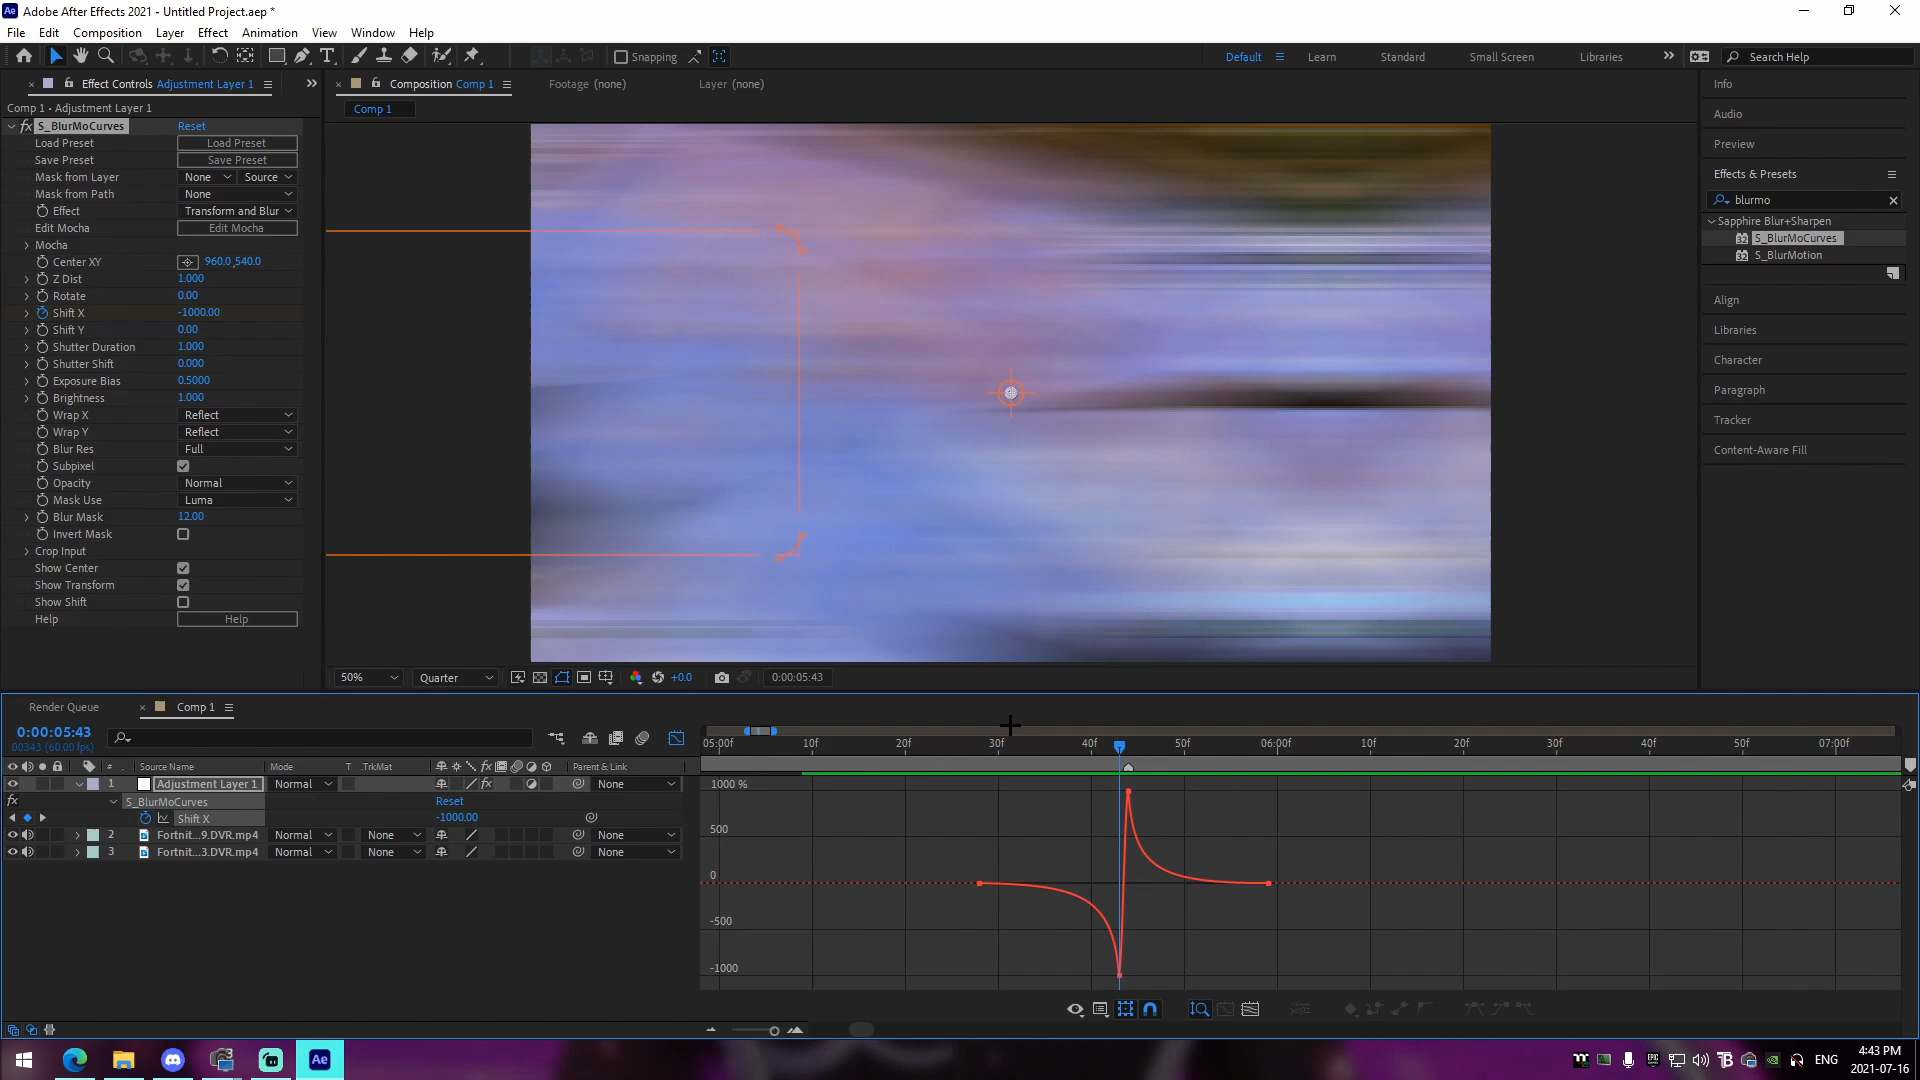 Ae Adobe After Effects 2021 - Untitled Project.aep *
File Edit Composition Layer Effect Animation View Window Help
Snapping
Default Learn Standard Small Screen Libraries Search Help
Effect Controls Adjustment Layer 1
Comp 1 • Adjustment Layer 1
fx S_BlurMoCurves Reset
Load Preset Load Preset
Save Preset Save Preset
Mask from Layer None Source
Mask from Path None
Effect Transform and Blur
Edit Mocha Edit Mocha
Mocha
Center XY 960.0,540.0
Z Dist 1.000
Rotate 0.00
Shift X -1000.00
Shift Y 0.00
Shutter Duration 1.000
Shutter Shift 0.000
Exposure Bias 0.5000
Brightness 1.000
Wrap X Reflect
Wrap Y Reflect
Blur Res Full
Subpixel
Opacity Normal
Mask Use Luma
Blur Mask 12.00
Invert Mask
Crop Input
Show Center
Show Transform
Show Shift
Help Help
Composition Comp 1 Footage (none) Layer (none)
Comp 1
50% Quarter +0.0 0:00:05:43
Info
Audio
Preview
Effects & Presets
blurmo
Sapphire Blur+Sharpen
32 S_BlurMoCurves
32 S_BlurMotion
Align
Libraries
Character
Paragraph
Tracker
Content-Aware Fill
Render Queue Comp 1
0:00:05:43
00343 (60.00 fps)
# Source Name Mode T .TrkMat fx Parent & Link
1 Adjustment Layer 1 Normal fx None
fx S_BlurMoCurves Reset
Shift X -1000.00
2 Fortnit...9.DVR.mp4 Normal None None
3 Fortnit...3.DVR.mp4 Normal None None
05:00f 10f 20f 30f 40f 50f 06:00f 10f 20f 30f 40f 50f 07:00f
1000 %
500
0
-500
-1000
Ae
ENG
4:43 PM
2021-07-16